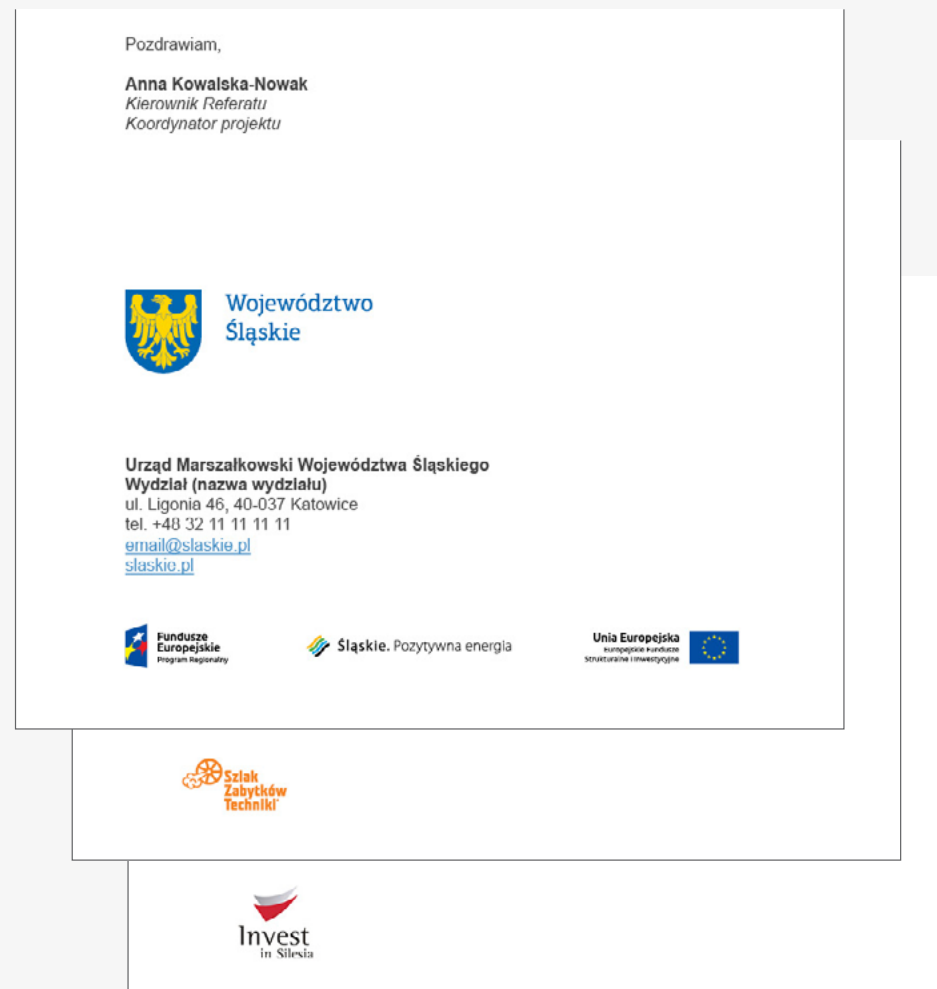 Pozdrawiam,
Anna Kowalska-Nowak
Kierownik Referatu
Koordynator projektu
Województwo
Śląskie
Urząd Marszałkowski Województwa Śląskiego
Wydział (nazwa wydziału)
ul. Ligonia 46, 40-037 Katowice
tel. +48 32 11 11 11 11
email@slaskie.pl
slaskie.pl
Fundusze
Europejskie
Program Regionalny
Śląskie. Pozytywna energia
Unia Europejska
Europejskie Fundusze
Strukturalne i Inwestycyjne
Szlak
Zabytków
Techniki
Invest
in Silesia